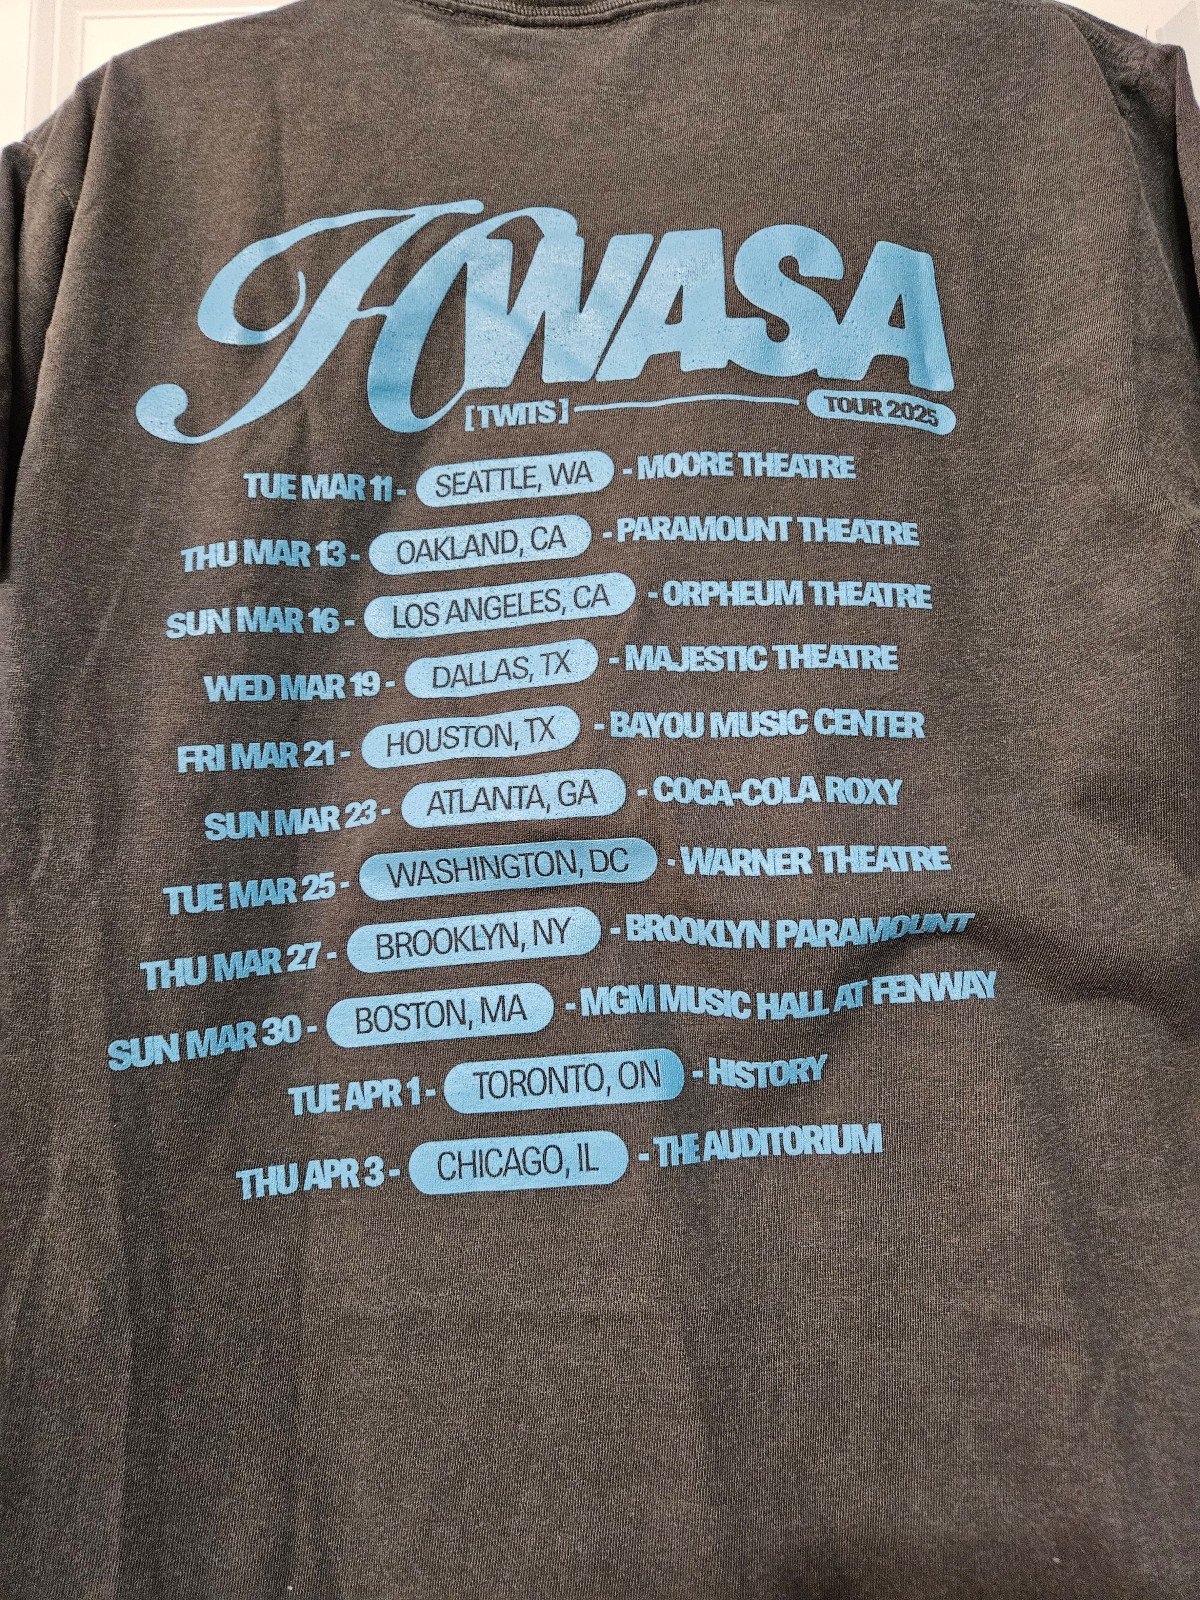 HWASA
[TWITS] TOUR 2025
TUE MAR 11 - SEATTLE, WA - MOORE THEATRE
THU MAR 13 - OAKLAND, CA - PARAMOUNT THEATRE
SUN MAR 16 - LOS ANGELES, CA - ORPHEUM THEATRE
WED MAR 19 - DALLAS, TX - MAJESTIC THEATRE
FRI MAR 21 - HOUSTON, TX - BAYOU MUSIC CENTER
SUN MAR 23 - ATLANTA, GA - COCA-COLA ROXY
TUE MAR 25 - WASHINGTON, DC - WARNER THEATRE
THU MAR 27 - BROOKLYN, NY - BROOKLYN PARAMOUNT
SUN MAR 30 - BOSTON, MA - MGM MUSIC HALL AT FENWAY
TUE APR 1 - TORONTO, ON - HISTORY
THU APR 3 - CHICAGO, IL - THE AUDITORIUM